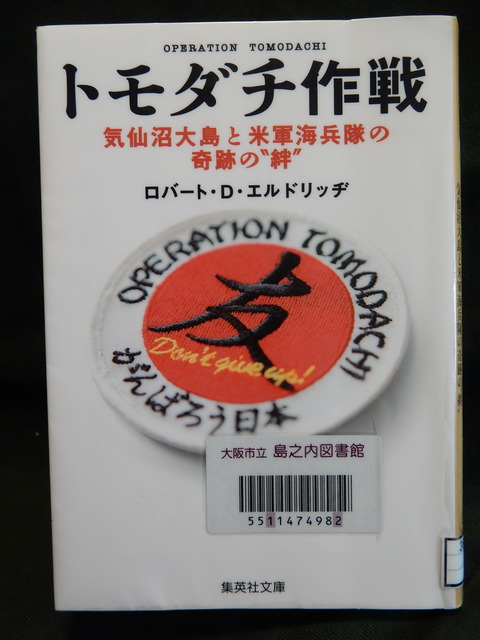 OPERATION TOMODACHI
トモダチ作戦
気仙沼大島と米軍海兵隊の
奇跡の〝絆〟
ロバート・D・エルドリッヂ
OPERATION TOMODACHI
友
Don't give up!
がんばろう日本
大阪市立 島之内図書館
5511474982
集英社文庫